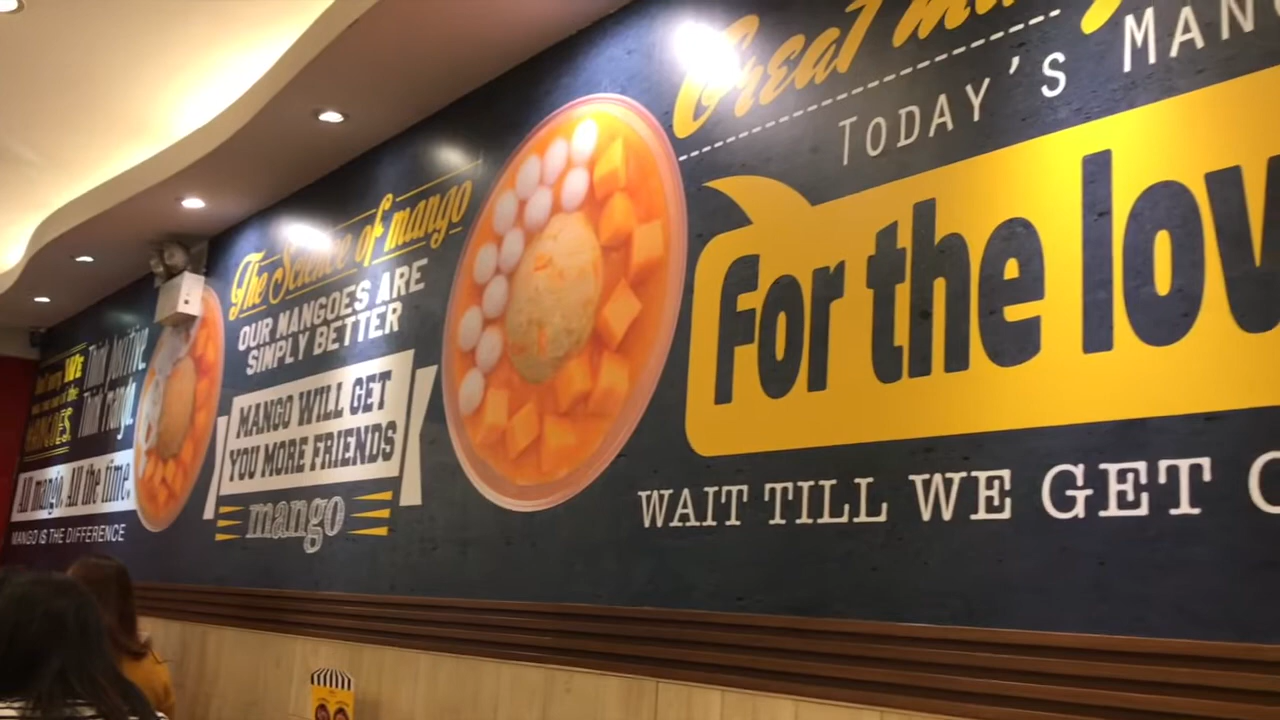 WE
MANGOES.
Think positive.
Think mango.
All mango. All the time.
MANGO IS THE DIFFERENCE
The Science of mango
OUR MANGOES ARE
SIMPLY BETTER
MANGO WILL GET
YOU MORE FRIENDS
mango
Great
TODAY'S MANG
For the lov
WAIT TILL WE GET